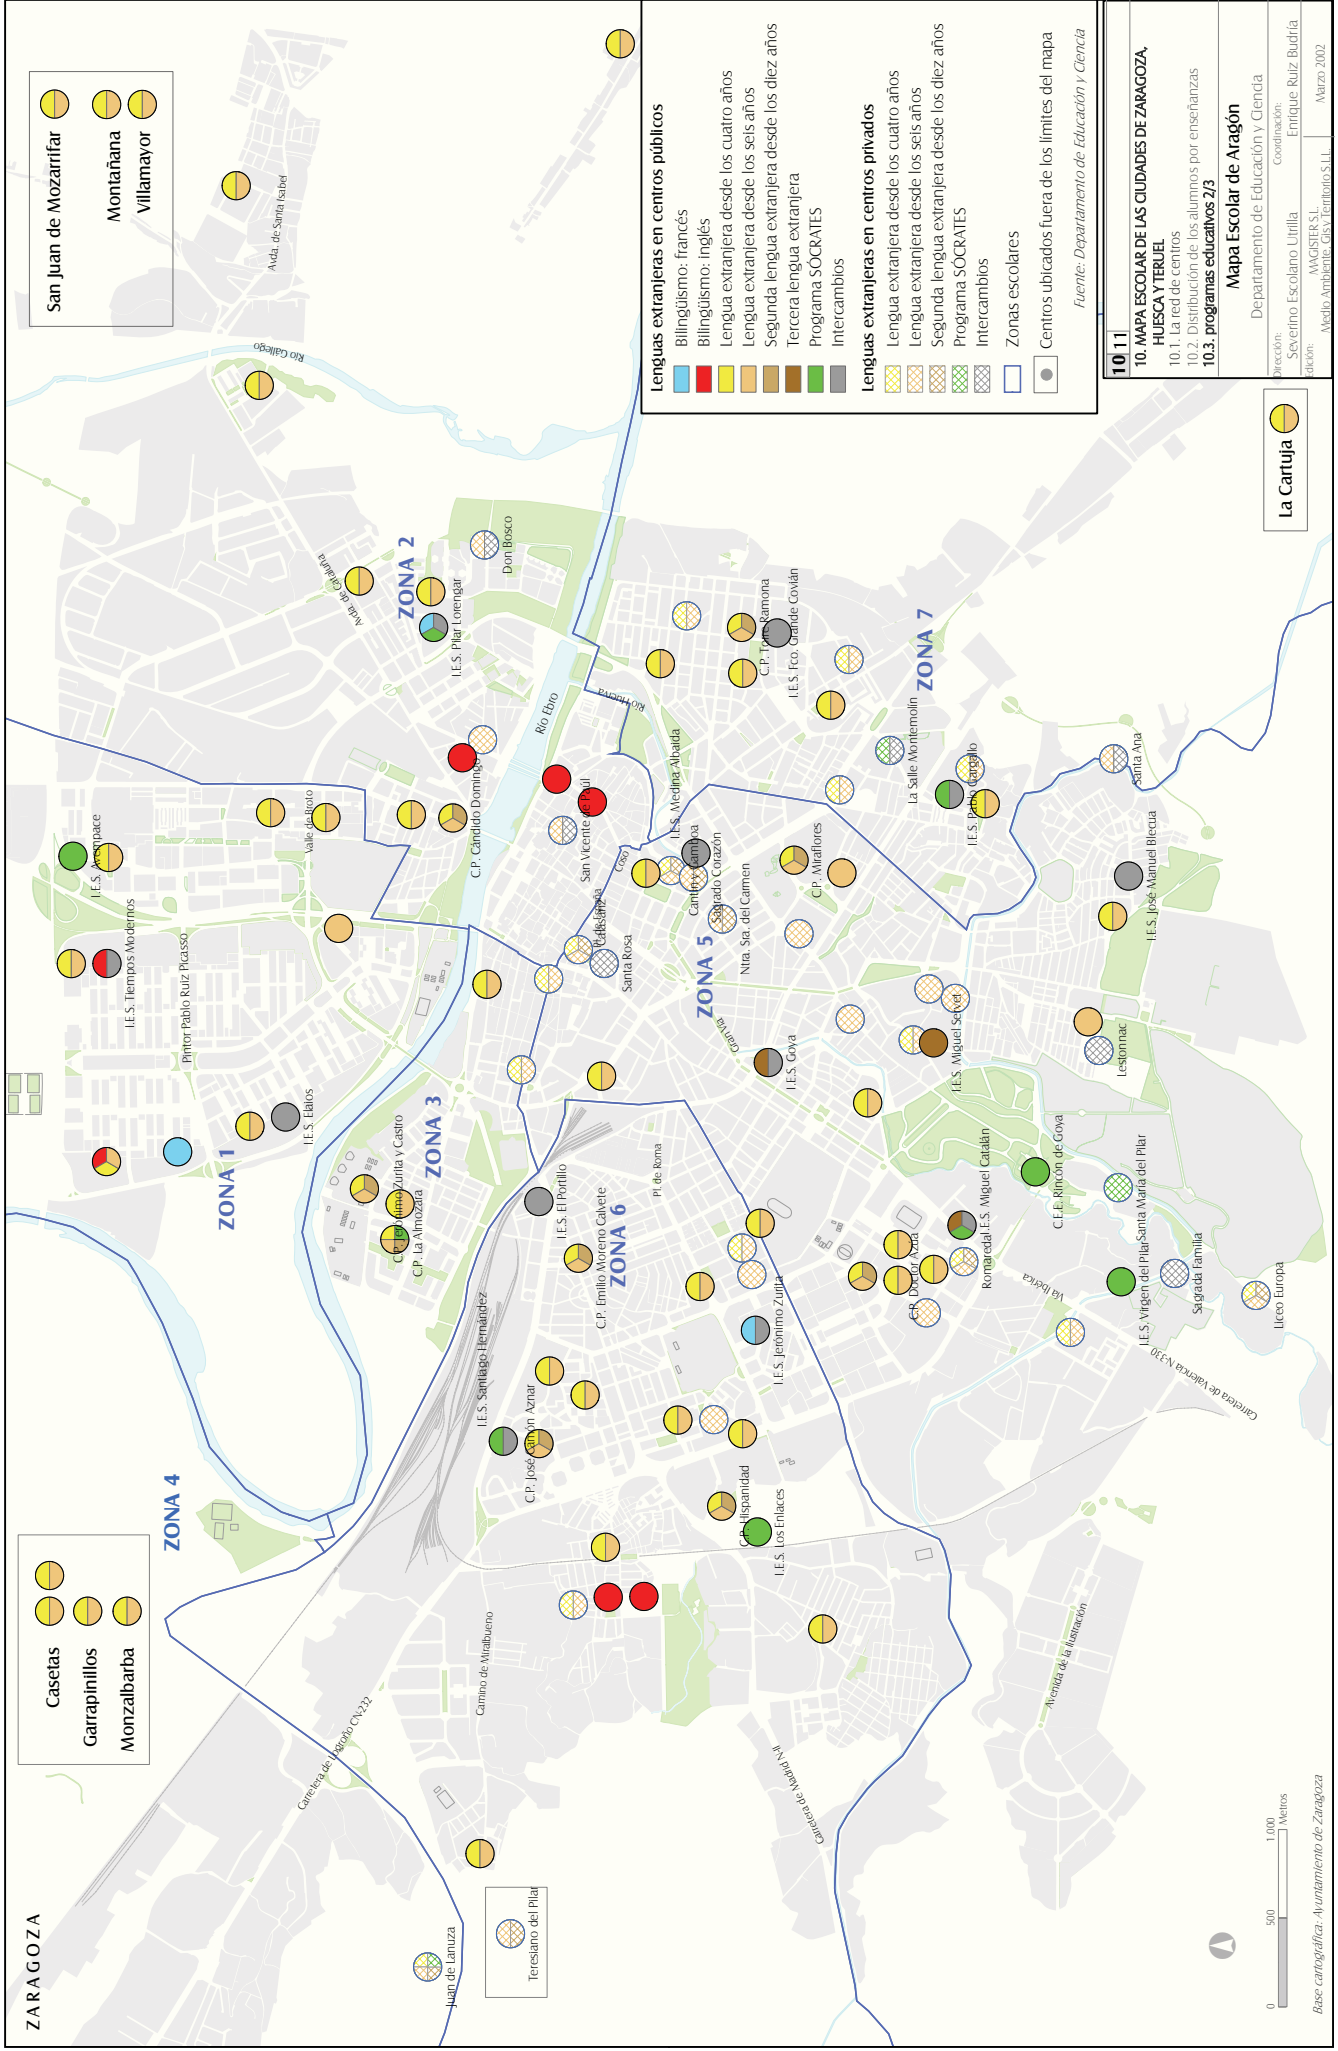 ZARAGOZA
Casetas
Garrapinillos
Monzalbarba
San Juan de Mozarrifar
Montañana
Villamayor
La Cartuja
Teresiano del Pilar
Juan de Lanuza
ZONA 1
ZONA 2
ZONA 3
ZONA 4
ZONA 5
ZONA 6
ZONA 7
I.E.S. Avempace
I.E.S. Tiempos Modernos
Pintor Pablo Ruiz Picasso
I.E.S. Elaios
Valle de Broto
Avda. de Santa Isabel
Río Gállego
Avda. de Cataluña
I.E.S. Pilar Lorengar
Don Bosco
C.P. Cándido Domingo
Río Ebro
Río Huerva
San Vicente de Paúl
Coso
I.E.S. Medina Albaida
Cantín y Gamboa
Sagrado Corazón
Ntra. Sra. del Carmen
Calasanz
Santa Rosa
C.P. Miraflores
C.P. Torre Ramona
I.E.S. Fco. Grande Covián
La Salle Montemolín
I.E.S. Pablo Gargallo
Santa Ana
I.E.S. José Manuel Blecua
Lestonnac
I.E.S. Miguel Servet
I.E.S. Goya
Gran Vía
C.P. Jerónimo Zurita y Castro
C.P. La Almozara
I.E.S. El Portillo
C.P. Emilio Moreno Calvete
Pl. de Roma
I.E.S. Santiago Hernández
C.P. José Camón Aznar
I.E.S. Jerónimo Zurita
C.P. Hispanidad
I.E.S. Los Enlaces
C.P. Doctor Azúa
Romareda
I.E.S. Miguel Catalán
C.E.E. Rincón de Goya
Santa María del Pilar
I.E.S. Virgen del Pilar
Sagrada Familia
Liceo Europa
Vía Ibérica
Carretera de Valencia N-330
Avenida de la Ilustración
Carretera de Madrid N-II
Camino de Miralbueno
Carretera de Logroño CN-232
Lenguas extranjeras en centros públicos
Bilingüismo: francés
Bilingüismo: inglés
Lengua extranjera desde los cuatro años
Lengua extranjera desde los seis años
Segunda lengua extranjera desde los diez años
Tercera lengua extranjera
Programa SÓCRATES
Intercambios
Lenguas extranjeras en centros privados
Lengua extranjera desde los cuatro años
Lengua extranjera desde los seis años
Segunda lengua extranjera desde los diez años
Programa SÓCRATES
Intercambios
Zonas escolares
Centros ubicados fuera de los límites del mapa
Fuente: Departamento de Educación y Ciencia
10 11
10. MAPA ESCOLAR DE LAS CIUDADES DE ZARAGOZA,
HUESCA Y TERUEL
10.1. La red de centros
10.2. Distribución de los alumnos por enseñanzas
10.3. programas educativos 2/3
Mapa Escolar de Aragón
Departamento de Educación y Ciencia
Dirección:
Severino Escolano Utrilla
Coordinación:
Enrique Ruiz Budría
Edición:
MAGISTER S.L.
Medio Ambiente, Gis y Territorio S.L.L.
Marzo 2002
0 500 1.000
Metros
Base cartográfica: Ayuntamiento de Zaragoza